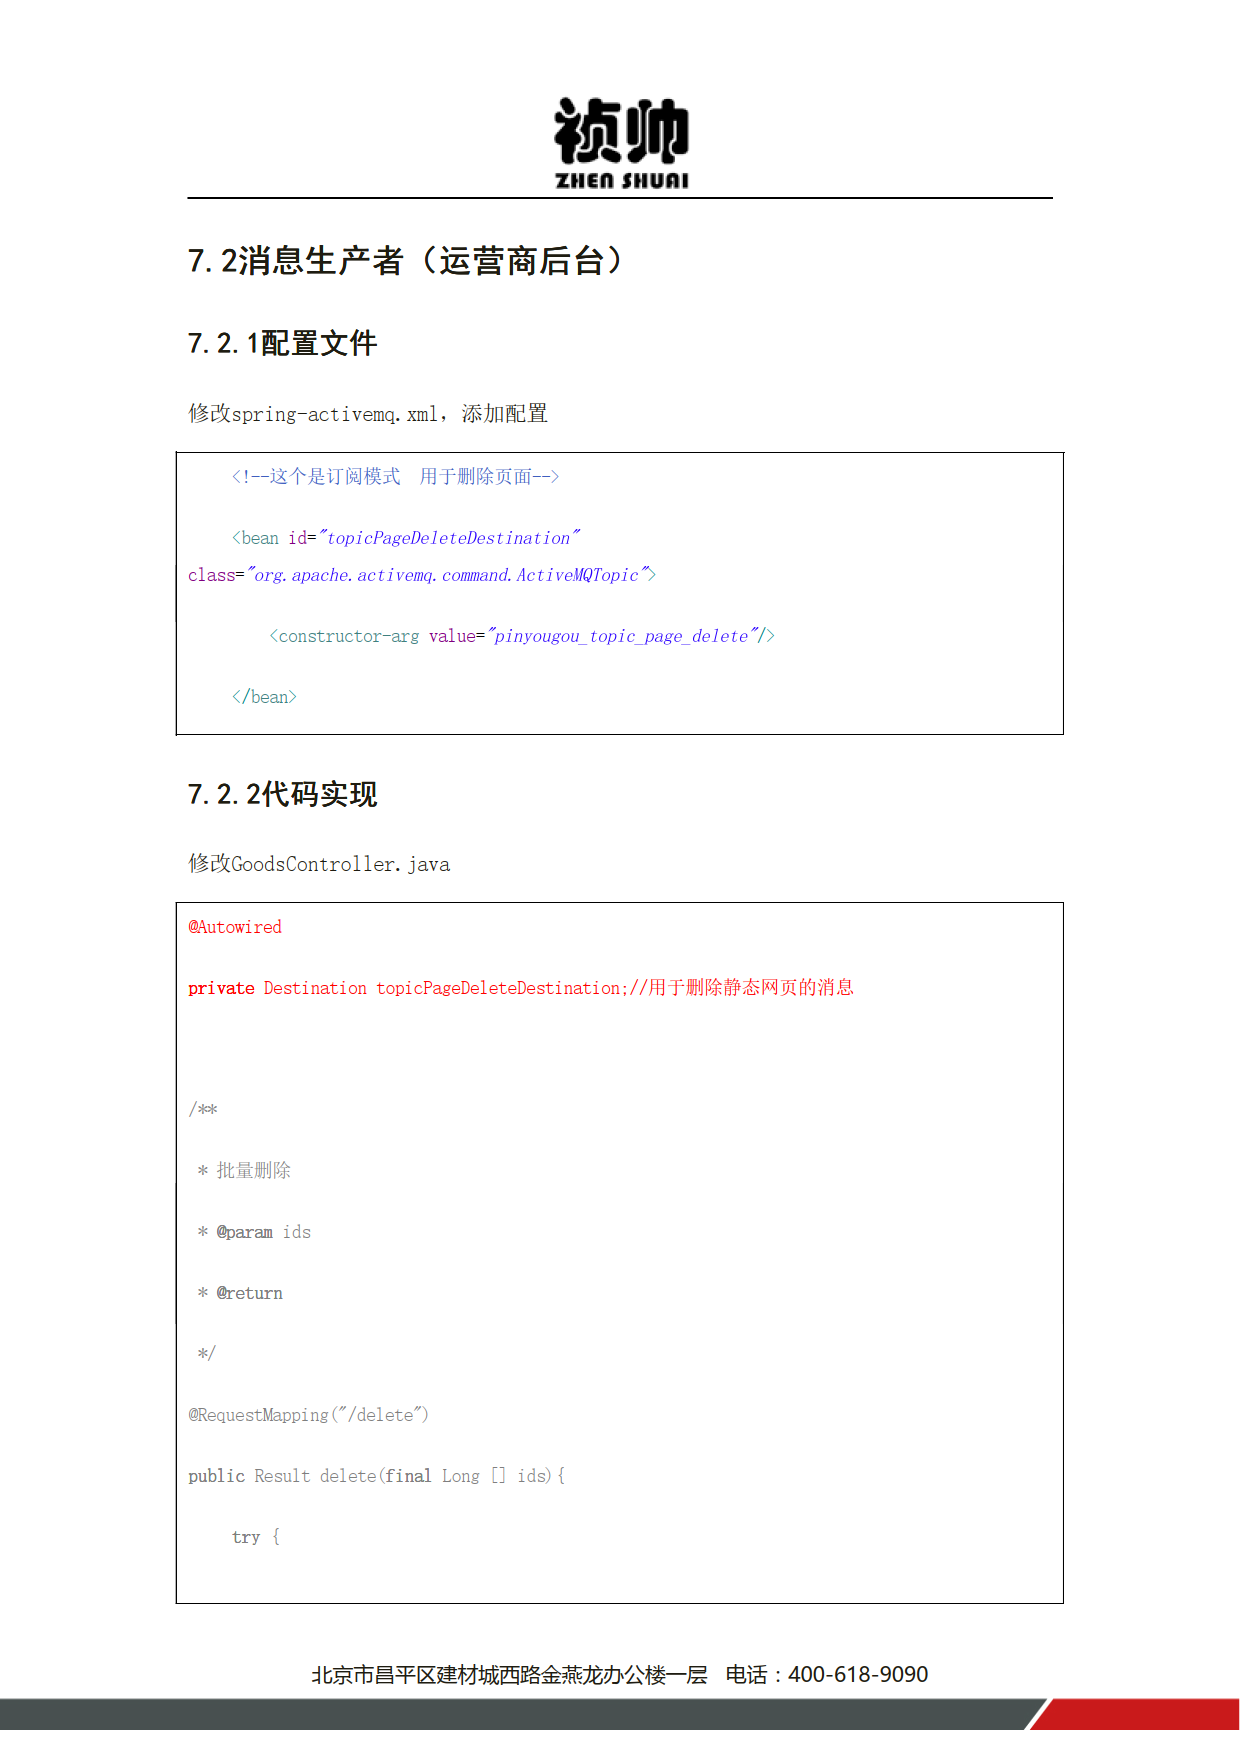 祯帅
ZHEN SHUAI
7.2消息生产者（运营商后台）
7.2.1配置文件
修改spring-activemq.xml，添加配置
<!--这个是订阅模式  用于删除页面-->
<bean id="topicPageDeleteDestination"
class="org.apache.activemq.command.ActiveMQTopic">
<constructor-arg value="pinyougou_topic_page_delete"/>
</bean>
7.2.2代码实现
修改GoodsController.java
@Autowired
private Destination topicPageDeleteDestination;//用于删除静态网页的消息
/**
* 批量删除
* @param ids
* @return
*/
@RequestMapping("/delete")
public Result delete(final Long [] ids){
try {
北京市昌平区建材城西路金燕龙办公楼一层   电话：400-618-9090